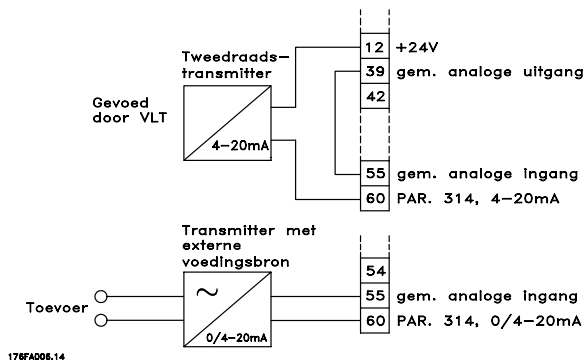 Tweedraads-
transmitter
Gevoed
door VLT
4-20mA
12 +24V
39 gem. analoge uitgang
42
55 gem. analoge ingang
60 PAR. 314, 4-20mA
Transmitter met
externe
voedingsbron
Toevoer
~
0/4-20mA
54
55 gem. analoge ingang
60 PAR. 314, 0/4-20mA
176FA006.14